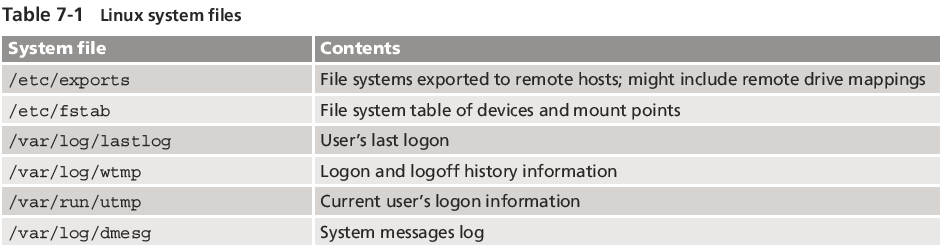 Table 7-1 Linux system files
System file Contents
/etc/exports File systems exported to remote hosts; might include remote drive mappings
/etc/fstab File system table of devices and mount points
/var/log/lastlog User’s last logon
/var/log/wtmp Logon and logoff history information
/var/run/utmp Current user’s logon information
/var/log/dmesg System messages log